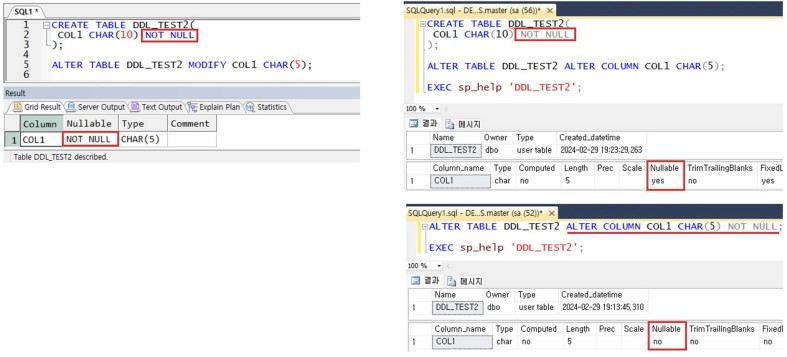 SQL1 *
1 CREATE TABLE DDL_TEST2(
2 COL1 CHAR(10) NOT NULL
3 );
4
5 ALTER TABLE DDL_TEST2 MODIFY COL1 CHAR(5);
6
Result
Grid Result Server Output Text Output Explain Plan Statistics
Column Nullable Type Comment
1 COL1 NOT NULL CHAR(5)
Table DDL_TEST2 described.
SQLQuery1.sql - DE...S.master (sa (56))* ×
CREATE TABLE DDL_TEST2(
COL1 CHAR(10) NOT NULL
);
ALTER TABLE DDL_TEST2 ALTER COLUMN COL1 CHAR(5);
EXEC sp_help 'DDL_TEST2';
100 %
결과 메시지
Name Owner Type Created_datetime
1 DDL_TEST2 dbo user table 2024-02-29 19:23:29,263
Column_name Type Computed Length Prec Scale Nullable TrimTrailingBlanks FixedL
1 COL1 char no 5 yes no yes
SQLQuery1.sql - DE...S.master (sa (52))* ×
ALTER TABLE DDL_TEST2 ALTER COLUMN COL1 CHAR(5) NOT NULL;
EXEC sp_help 'DDL_TEST2';
100 %
결과 메시지
Name Owner Type Created_datetime
1 DDL_TEST2 dbo user table 2024-02-29 19:13:45,310
Column_name Type Computed Length Prec Scale Nullable TrimTrailingBlanks FixedL
1 COL1 char no 5 no no no